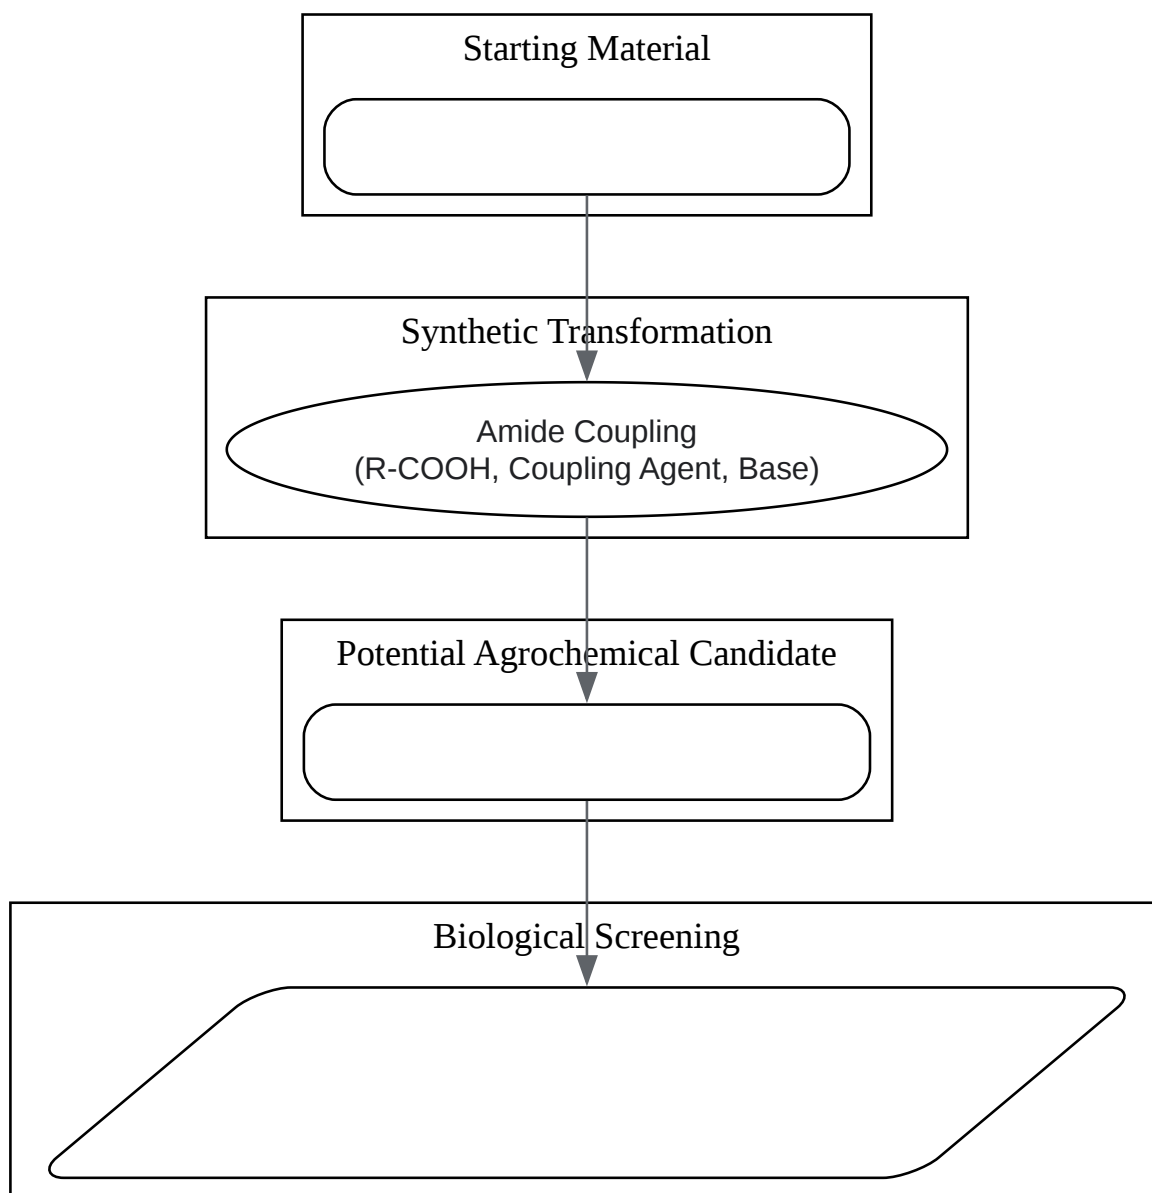 Starting Material
Synthetic Transformation
Amide Coupling
(R-COOH, Coupling Agent, Base)
Potential Agrochemical Candidate
Biological Screening